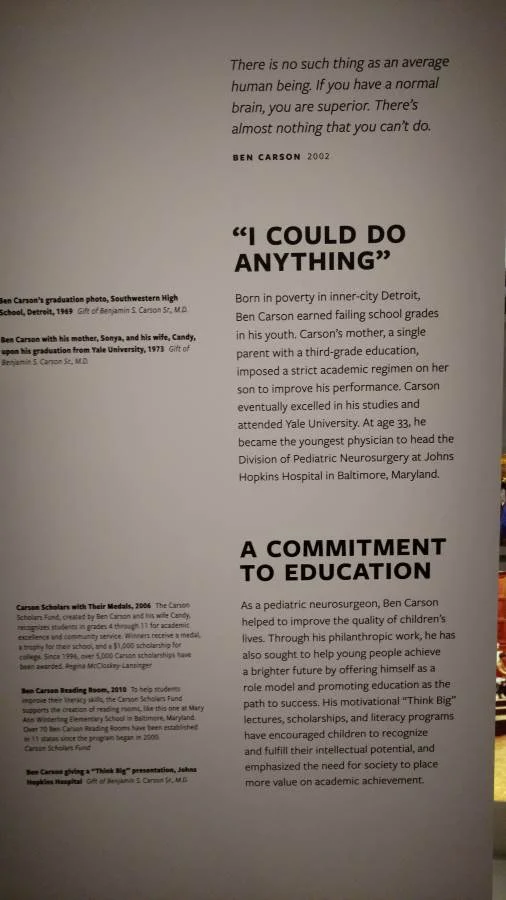 There is no such thing as an average
human being. If you have a normal
brain, you are superior. There's
almost nothing that you can't do.
BEN CARSON 2002
"I COULD DO
ANYTHING"
Born in poverty in inner-city Detroit,
Ben Carson earned failing school grades
in his youth. Carson's mother, a single
parent with a third-grade education,
imposed a strict academic regimen on her
son to improve his performance. Carson
eventually excelled in his studies and
attended Yale University. At age 33, he
became the youngest physician to head the
Division of Pediatric Neurosurgery at Johns
Hopkins Hospital in Baltimore, Maryland.
Ben Carson's graduation photo, Southwestern High
School, Detroit, 1969 Gift of Benjamin S. Carson Sr., M.D.
Ben Carson with his mother, Sonya, and his wife, Candy,
upon his graduation from Yale University, 1973 Gift of
Benjamin S. Carson Sr., M.D.
A COMMITMENT
TO EDUCATION
As a pediatric neurosurgeon, Ben Carson
helped to improve the quality of children's
lives. Through his philanthropic work, he has
also sought to help young people achieve
a brighter future by offering himself as a
role model and promoting education as the
path to success. His motivational "Think Big"
lectures, scholarships, and literacy programs
have encouraged children to recognize
and fulfill their intellectual potential, and
emphasized the need for society to place
more value on academic achievement.
Carson Scholars with Their Medals, 2006 The Carson
Scholars Fund, created by Ben Carson and his wife Candy,
recognizes students in grades 4 through 11 for academic
excellence and community service. Winners receive a medal,
a trophy for their school, and a $1,000 scholarship for
college. Since 1996, over 5,000 Carson scholarships have
been awarded. Regina McCloskey-Lansinger
Ben Carson Reading Room, 2010 To help students
improve their literacy skills, the Carson Scholars Fund
supports the creation of reading rooms, like this one at Mary
Ann Winterling Elementary School in Baltimore, Maryland.
Over 70 Ben Carson Reading Rooms have been established
in 11 states since the program began in 2000.
Carson Scholars Fund
Ben Carson giving a "Think Big" presentation, Johns
Hopkins Hospital Gift of Benjamin S. Carson Sr., M.D.